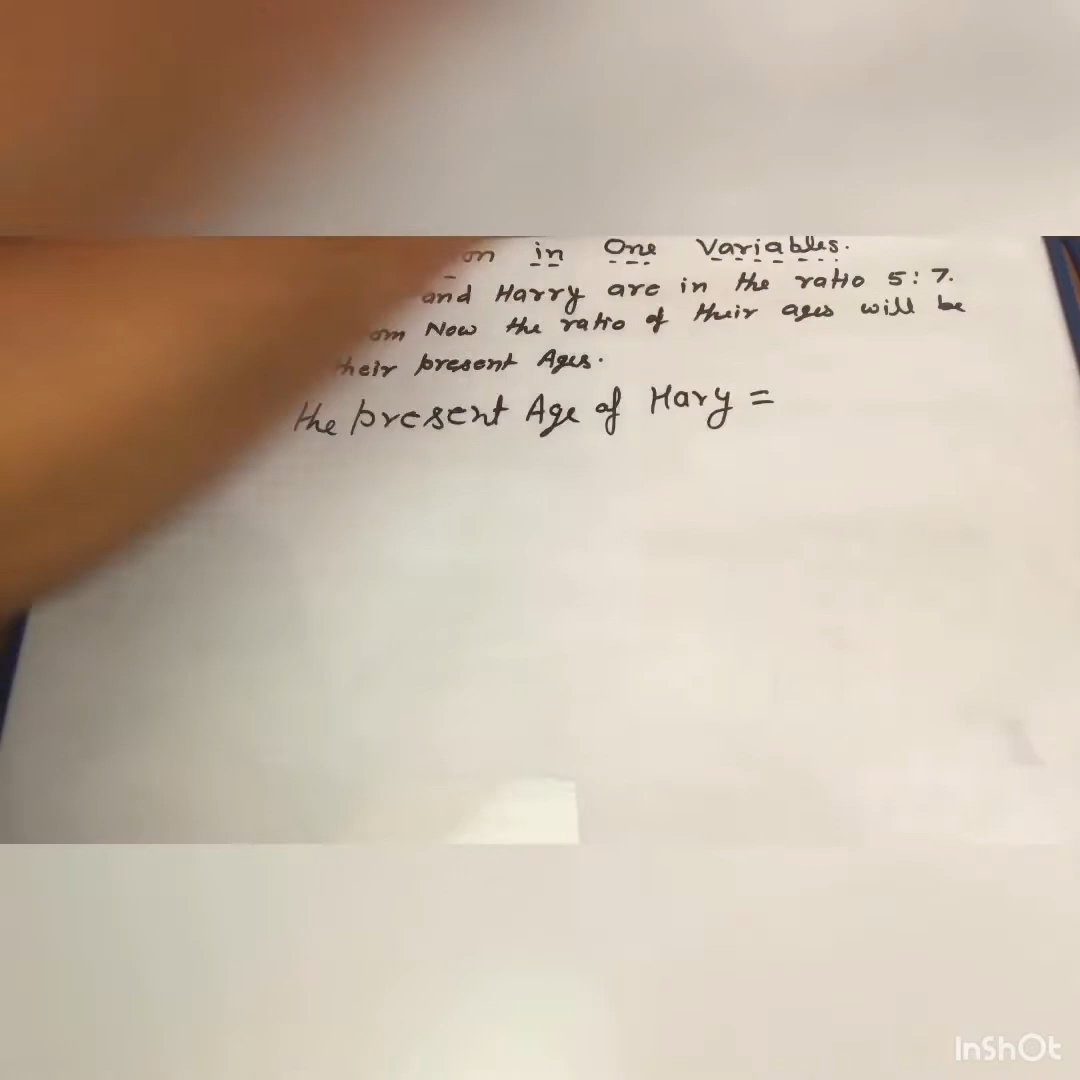 in One Variables.
and Harry are in the ratio 5:7.
Now the ratio of their ages will be
their present Ages.
the present Age of Hary =
InShOt